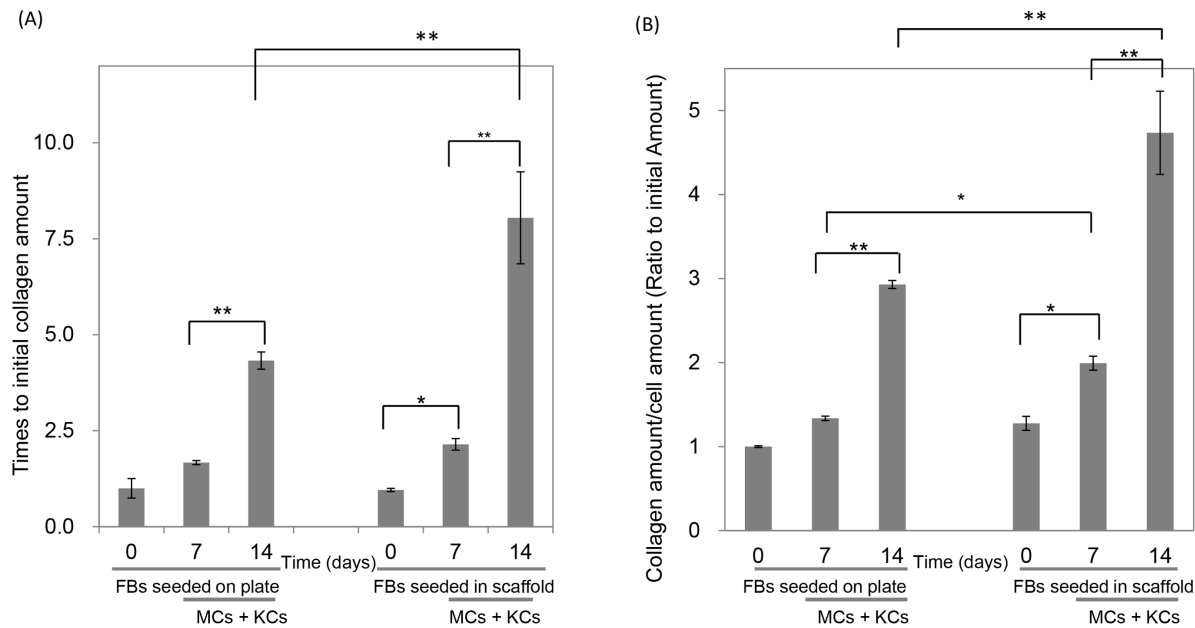 (A)
**
**
**
*
Times to initial collagen amount
10.0
7.5
5.0
2.5
0.0
0 7 14 Time (days) 0 7 14
FBs seeded on plate FBs seeded in scaffold
MCs + KCs MCs + KCs
(B)
**
**
*
**
*
Collagen amount/cell amount (Ratio to initial Amount)
5
4
3
2
1
0
0 7 14 Time (days) 0 7 14
FBs seeded on plate FBs seeded in scaffold
MCs + KCs MCs + KCs